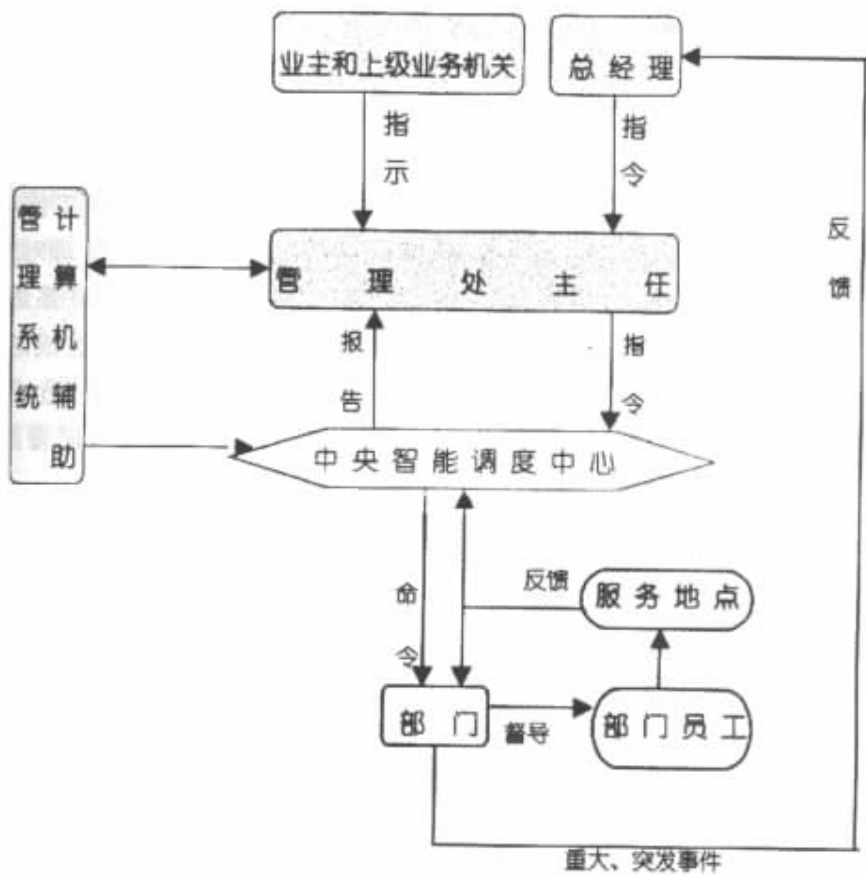 业主和上级业务机关
总经理
指示
指令
计算机辅助
管理系统
管理处主任
反馈
报告
指令
中央智能调度中心
命令
反馈
服务地点
部门
督导
部门员工
重大、突发事件